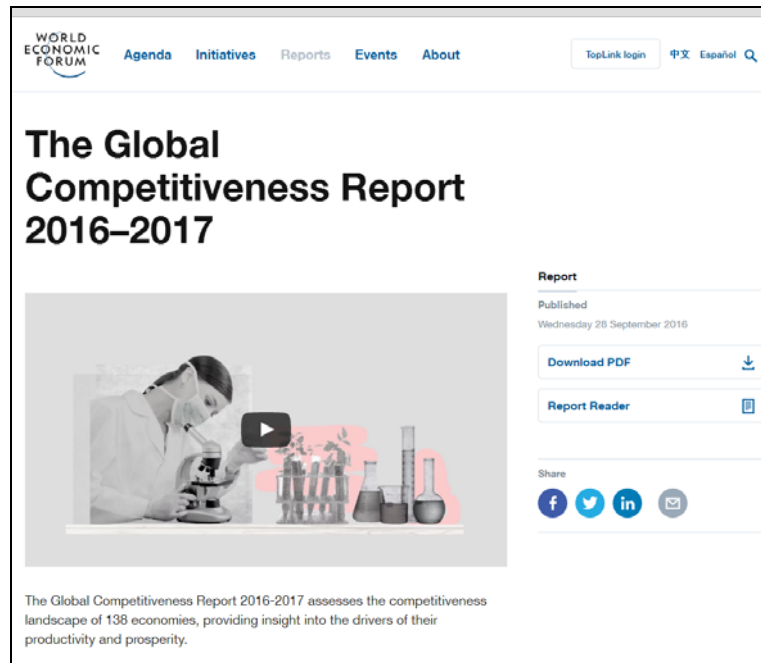 WORLD
ECONOMIC
FORUM
Agenda Initiatives Reports Events About
TopLink login 中文 Español
The Global
Competitiveness Report
2016–2017
Report
Published
Wednesday 28 September 2016
Download PDF
Report Reader
Share
The Global Competitiveness Report 2016-2017 assesses the competitiveness
landscape of 138 economies, providing insight into the drivers of their
productivity and prosperity.